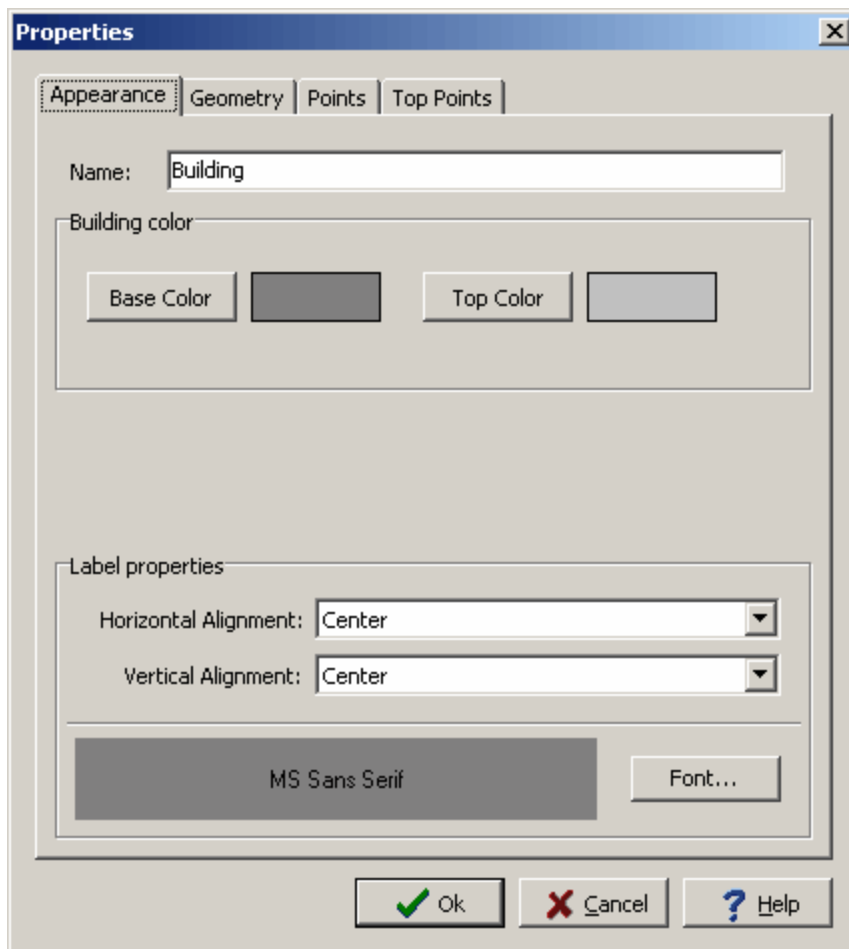 Properties
Appearance Geometry Points Top Points
Name: Building
Building color
Base Color Top Color
Label properties
Horizontal Alignment: Center
Vertical Alignment: Center
MS Sans Serif Font...
Ok Cancel Help